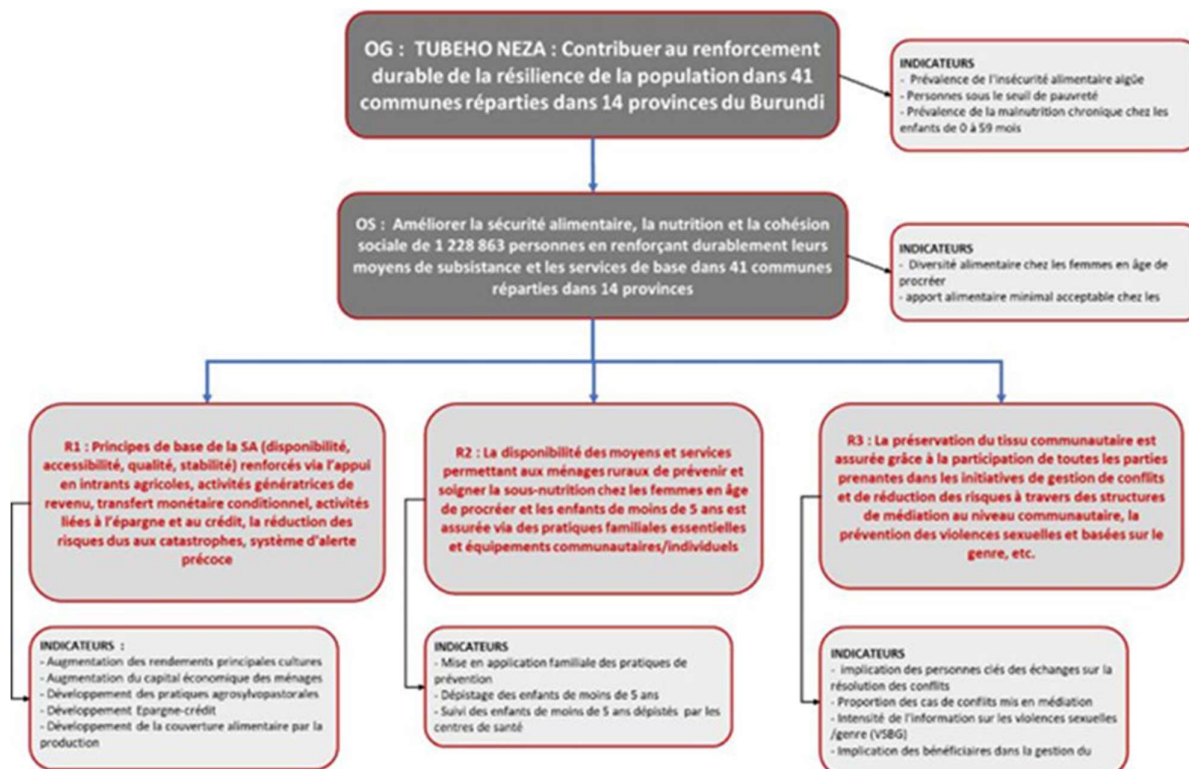 OG : TUBEHO NEZA : Contribuer au renforcement
durable de la résilience de la population dans 41
communes réparties dans 14 provinces du Burundi
INDICATEURS
- Prévalence de l'insécurité alimentaire aigüe
- Personnes sous le seuil de pauvreté
- Prévalence de la malnutrition chronique chez les
enfants de 0 à 59 mois
OS : Améliorer la sécurité alimentaire, la nutrition et la cohésion
sociale de 1 228 863 personnes en renforçant durablement leurs
moyens de subsistance et les services de base dans 41 communes
réparties dans 14 provinces
INDICATEURS
- Diversité alimentaire chez les femmes en âge de
procréer
- apport alimentaire minimal acceptable chez les
R1 : Principes de base de la SA (disponibilité,
accessibilité, qualité, stabilité) renforcés via l'appui
en intrants agricoles, activités génératrices de
revenu, transfert monétaire conditionnel, activités
liées à l'épargne et au crédit, la réduction des
risques dus aux catastrophes, système d'alerte
précoce
INDICATEURS :
- Augmentation des rendements principales cultures
- Augmentation du capital économique des ménages
- Développement des pratiques agrosylvopastorales
- Développement Epargne-crédit
- Développement de la couverture alimentaire par la
production
R2 : La disponibilité des moyens et services
permettant aux ménages ruraux de prévenir et
soigner la sous-nutrition chez les femmes en âge
de procréer et les enfants de moins de 5 ans est
assurée via des pratiques familiales essentielles
et équipements communautaires/individuels
INDICATEURS
- Mise en application familiale des pratiques de
prévention
- Dépistage des enfants de moins de 5 ans
- Suivi des enfants de moins de 5 ans dépistés par les
centres de santé
R3 : La préservation du tissu communautaire est
assurée grâce à la participation de toutes les parties
prenantes dans les initiatives de gestion de conflits
et de réduction des risques à travers des structures
de médiation au niveau communautaire, la
prévention des violences sexuelles et basées sur le
genre, etc.
INDICATEURS
- Implication des personnes clés des échanges sur la
résolution des conflits
- Proportion des cas de conflits mis en médiation
- Intensité de l'information sur les violences sexuelles
/genre (VSBG)
- Implication des bénéficiaires dans la gestion du